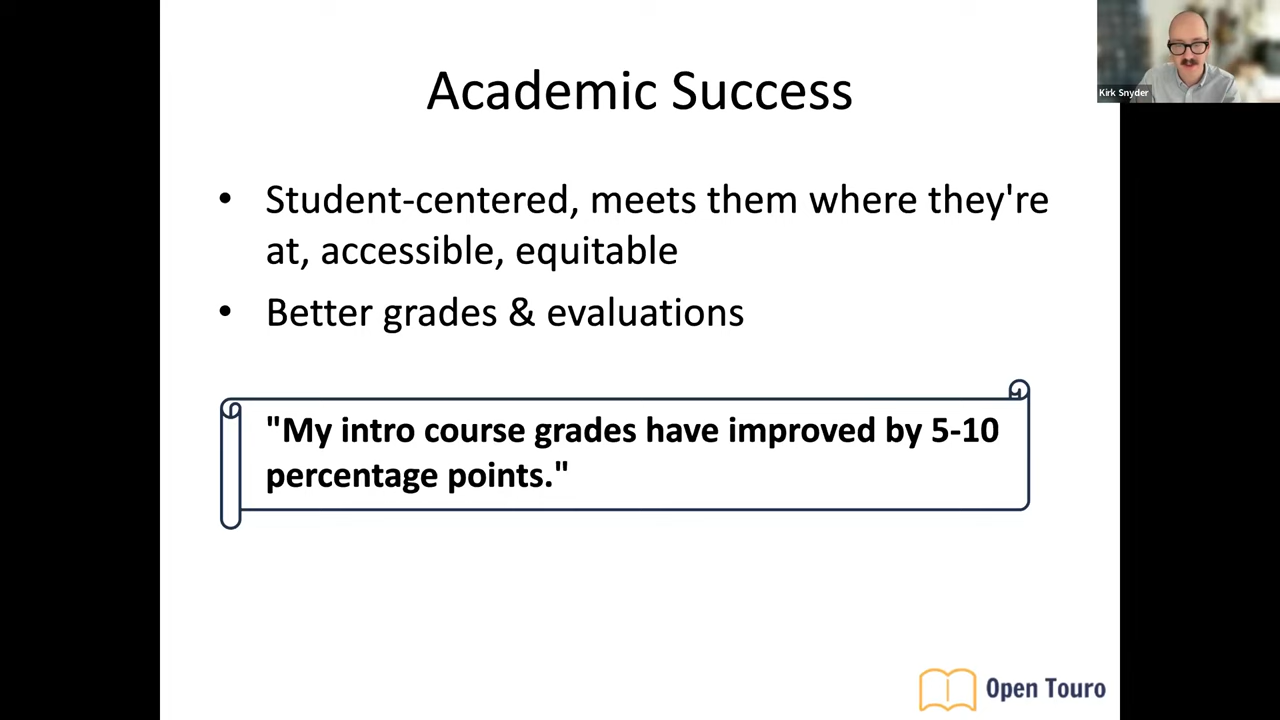 Academic Success
Kirk Snyder
• Student-centered, meets them where they're
at, accessible, equitable
• Better grades & evaluations
"My intro course grades have improved by 5-10
percentage points."
Open Touro